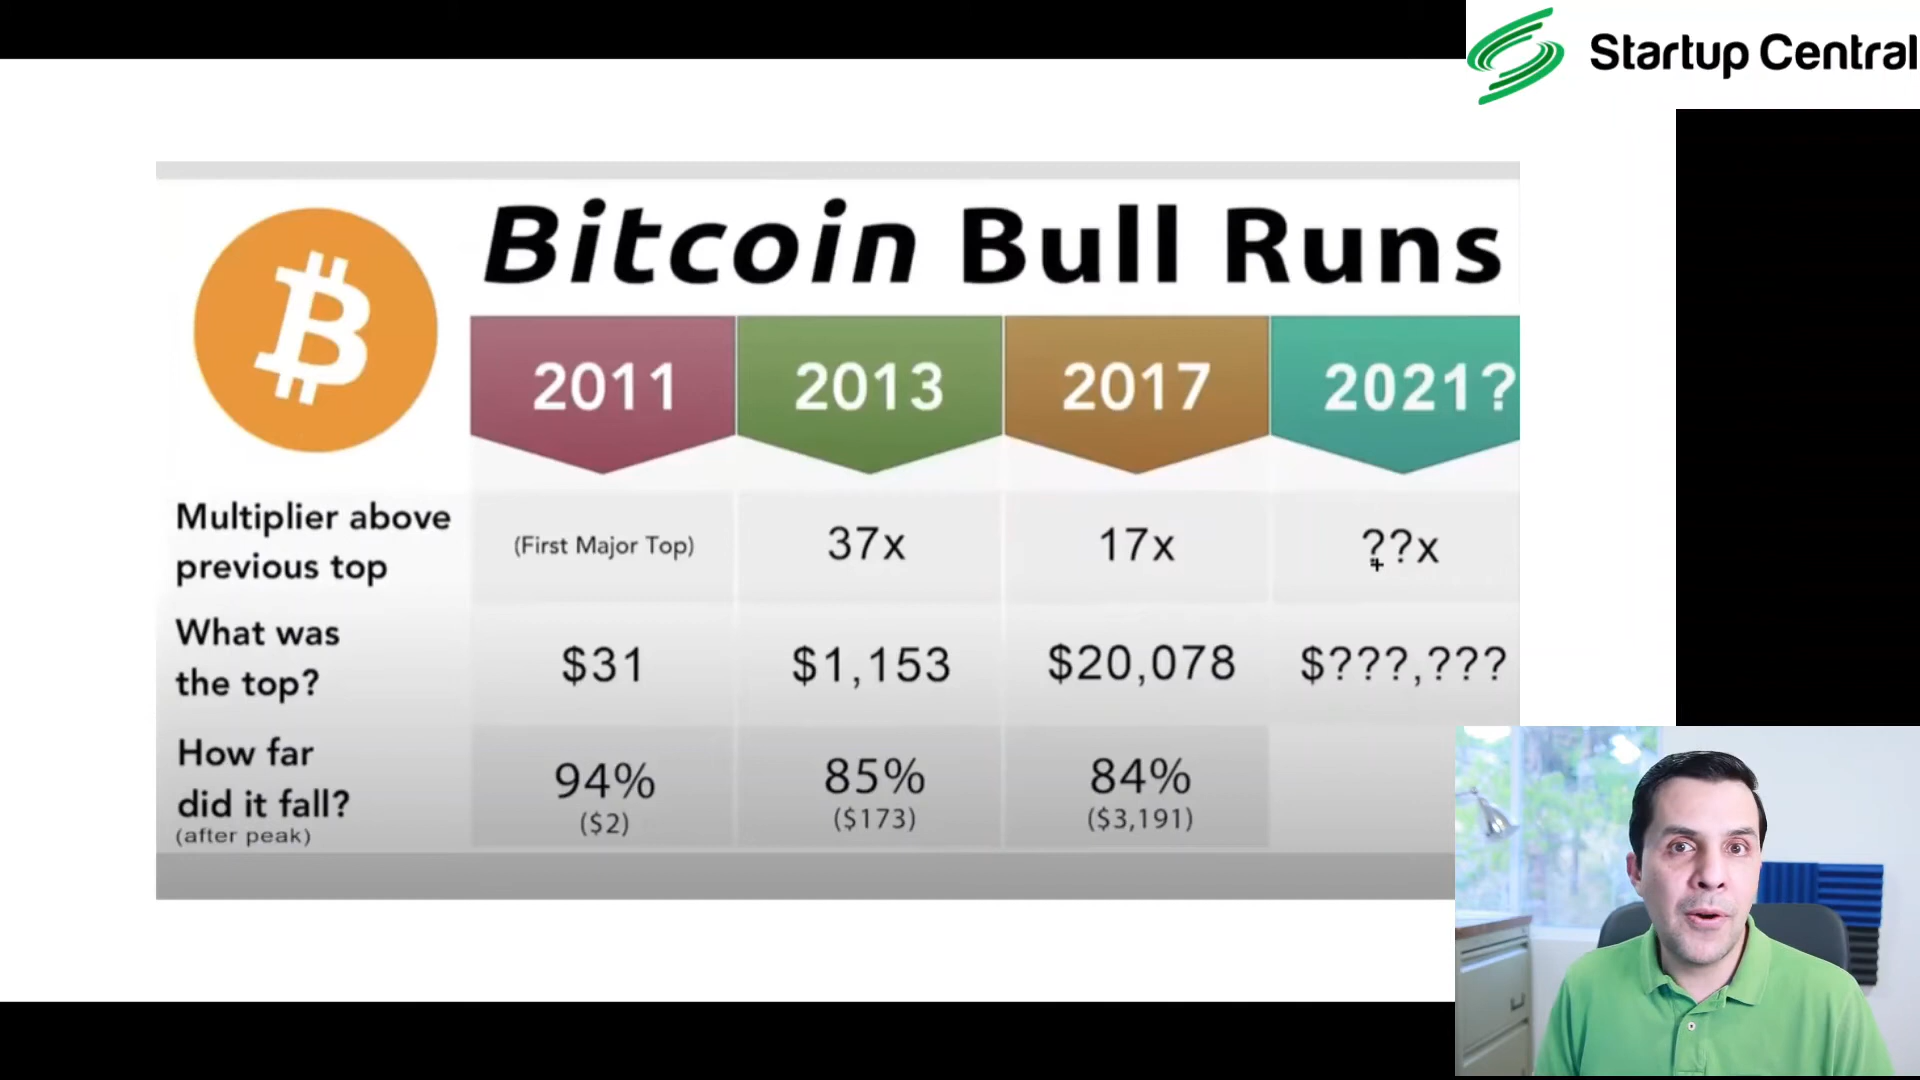 Startup Central
Bitcoin Bull Runs
2011 2013 2017 2021?
Multiplier above
previous top
(First Major Top) 37x 17x ??x
What was
the top?
$31 $1,153 $20,078 $???,???
How far
did it fall?
(after peak)
94% 85% 84%
($2) ($173) ($3,191)